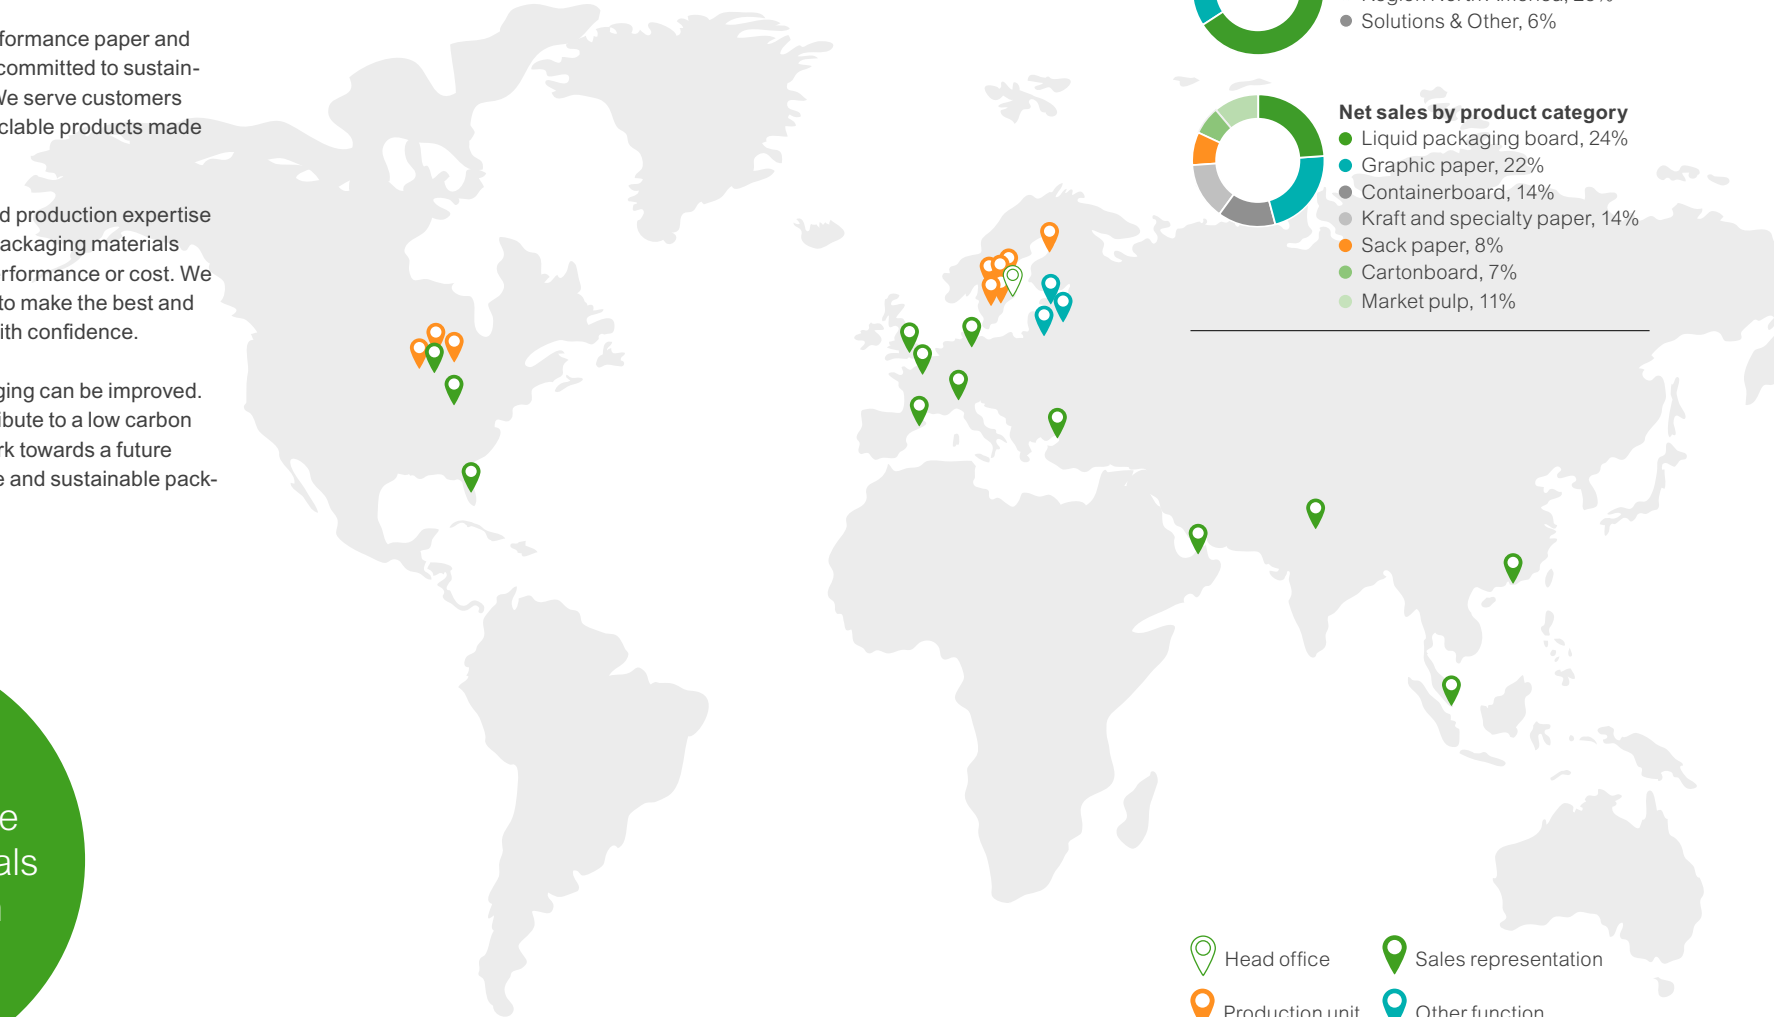 formance paper and
committed to sustain-
We serve customers
clable products made
d production expertise
ackaging materials
erformance or cost. We
to make the best and
ith confidence.
ging can be improved.
ribute to a low carbon
rk towards a future
e and sustainable pack-
e
als
Solutions & Other, 6%
Net sales by product category
Liquid packaging board, 24%
Graphic paper, 22%
Containerboard, 14%
Kraft and specialty paper, 14%
Sack paper, 8%
Cartonboard, 7%
Market pulp, 11%
Head office
Sales representation
Production unit
Other function